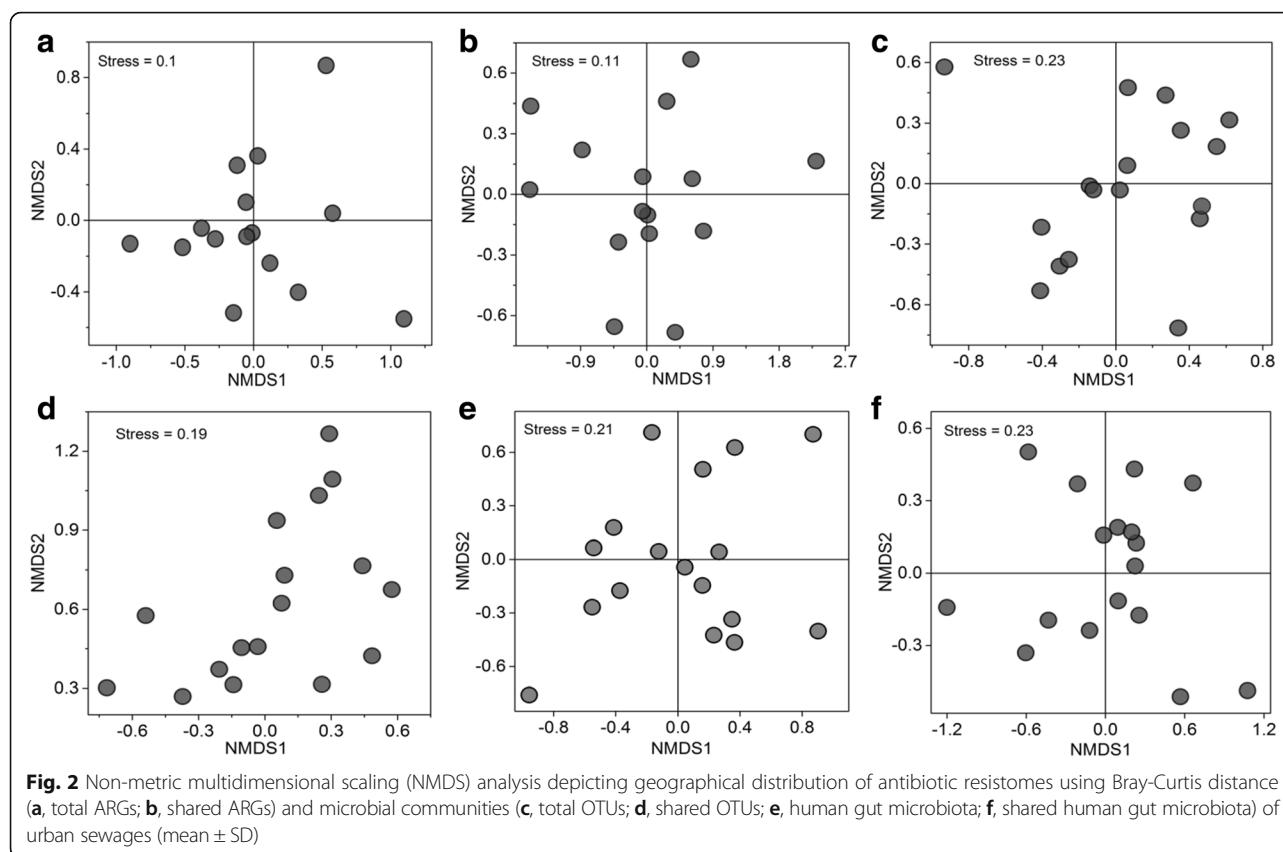 a
b
c
Stress = 0.1
Stress = 0.11
Stress = 0.23
NMDS2
0.8
0.4
0.0
-0.4
-1.0
-0.5
0.0
0.5
1.0
NMDS1
NMDS2
0.6
0.3
0.0
-0.3
-0.6
-0.9
0.0
0.9
1.8
2.7
NMDS1
NMDS2
0.6
0.3
0.0
-0.3
-0.6
-0.8
-0.4
0.0
0.4
0.8
NMDS1
d
e
f
Stress = 0.19
Stress = 0.21
Stress = 0.23
NMDS2
1.2
0.9
0.6
0.3
-0.6
-0.3
0.0
0.3
0.6
NMDS1
NMDS2
0.6
0.3
0.0
-0.3
-0.6
-0.8
-0.4
0.0
0.4
0.8
NMDS1
NMDS2
0.6
0.3
0.0
-0.3
-1.2
-0.6
0.0
0.6
1.2
NMDS1
Fig. 2 Non-metric multidimensional scaling (NMDS) analysis depicting geographical distribution of antibiotic resistomes using Bray-Curtis distance
(a, total ARGs; b, shared ARGs) and microbial communities (c, total OTUs; d, shared OTUs; e, human gut microbiota; f, shared human gut microbiota) of
urban sewages (mean ± SD)